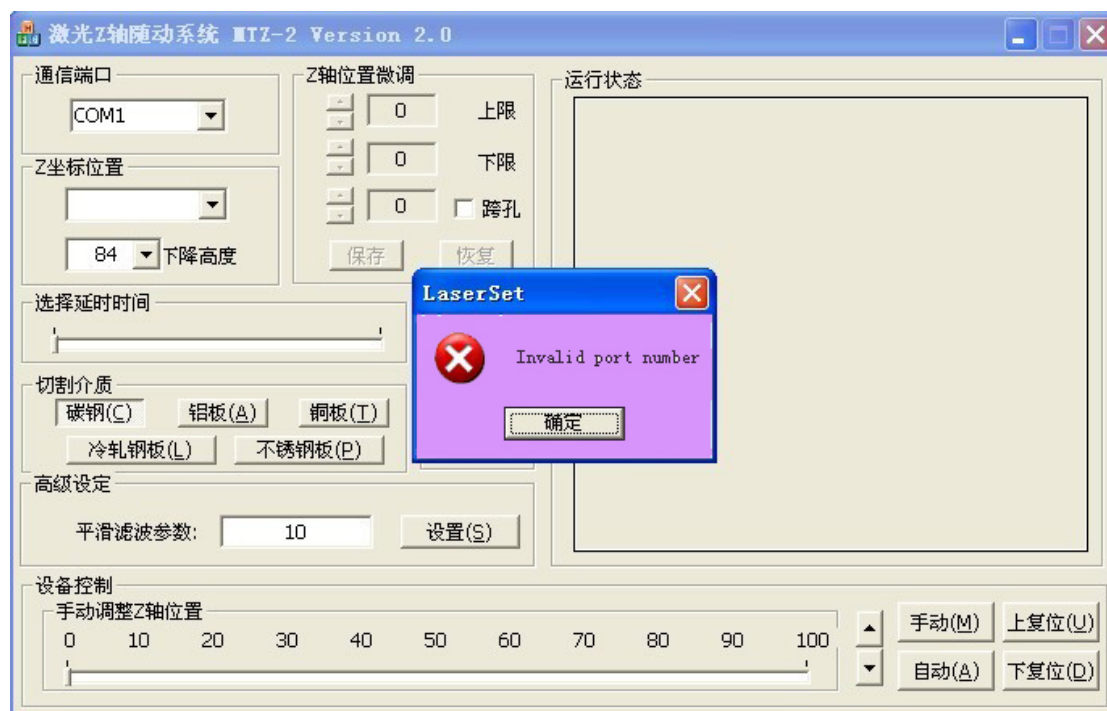 激光Z轴随动系统 MTZ-2 Version 2.0
通信端口
COM1
Z轴位置微调
0 上限
0 下限
0 跨孔
保存 恢复
运行状态
Z坐标位置
84 下降高度
选择延时时间
LaserSet
Invalid port number
确定
切割介质
碳钢(C) 铝板(A) 铜板(T)
冷轧钢板(L) 不锈钢板(P)
高级设定
平滑滤波参数: 10 设置(S)
设备控制
手动调整Z轴位置
0 10 20 30 40 50 60 70 80 90 100
手动(M) 上复位(U)
自动(A) 下复位(D)